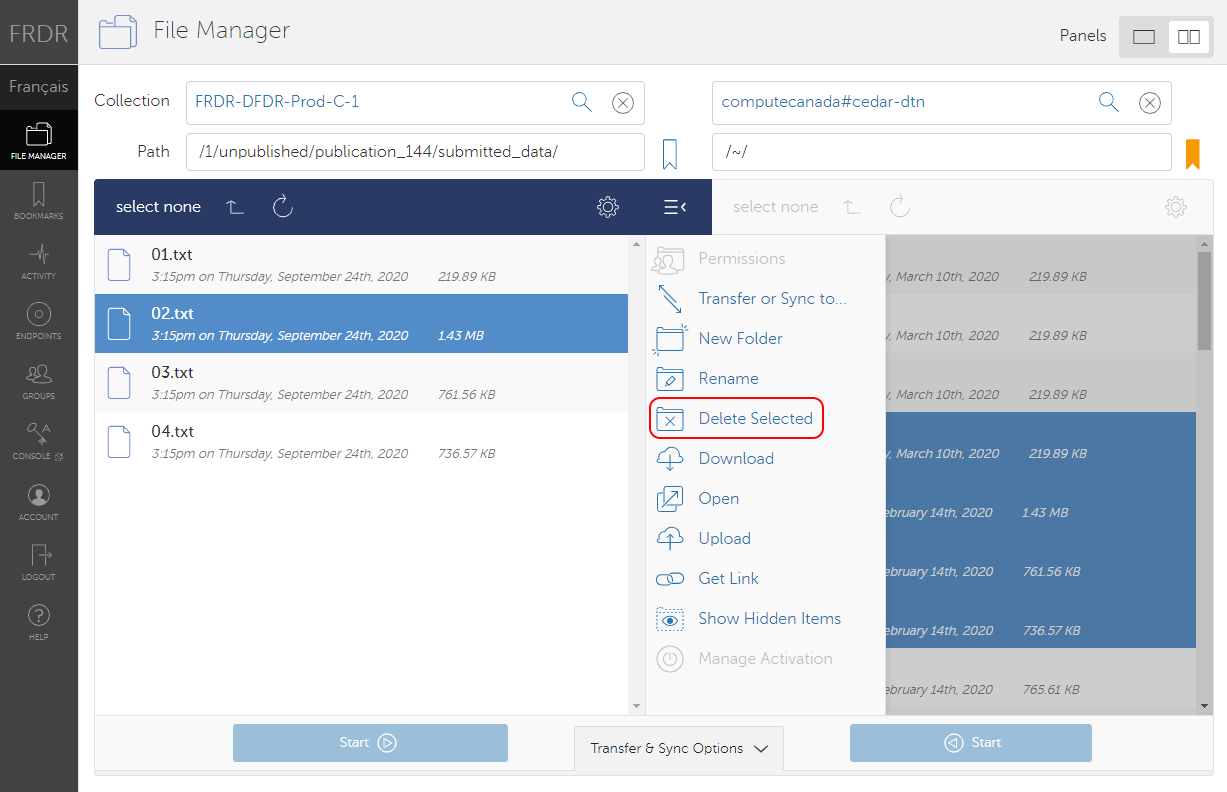 FRDR
File Manager
Panels
Français
FILE MANAGER
BOOKMARKS
ACTIVITY
ENDPOINTS
GROUPS
CONSOLE
ACCOUNT
LOGOUT
HELP
Collection
FRDR-DFDR-Prod-C-1
computecanada#cedar-dtn
Path
/1/unpublished/publication_144/submitted_data/
/~/
select none
select none
01.txt
3:15pm on Thursday, September 24th, 2020 219.89 KB
02.txt
3:15pm on Thursday, September 24th, 2020 1.43 MB
03.txt
3:15pm on Thursday, September 24th, 2020 761.56 KB
04.txt
3:15pm on Thursday, September 24th, 2020 736.57 KB
Permissions
Transfer or Sync to...
New Folder
Rename
Delete Selected
Download
Open
Upload
Get Link
Show Hidden Items
Manage Activation
, March 10th, 2020 219.89 KB
, March 10th, 2020 219.89 KB
, March 10th, 2020 219.89 KB
, March 10th, 2020 219.89 KB
ebruary 14th, 2020 1.43 MB
ebruary 14th, 2020 761.56 KB
ebruary 14th, 2020 736.57 KB
ebruary 14th, 2020 765.61 KB
Start
Transfer & Sync Options
Start